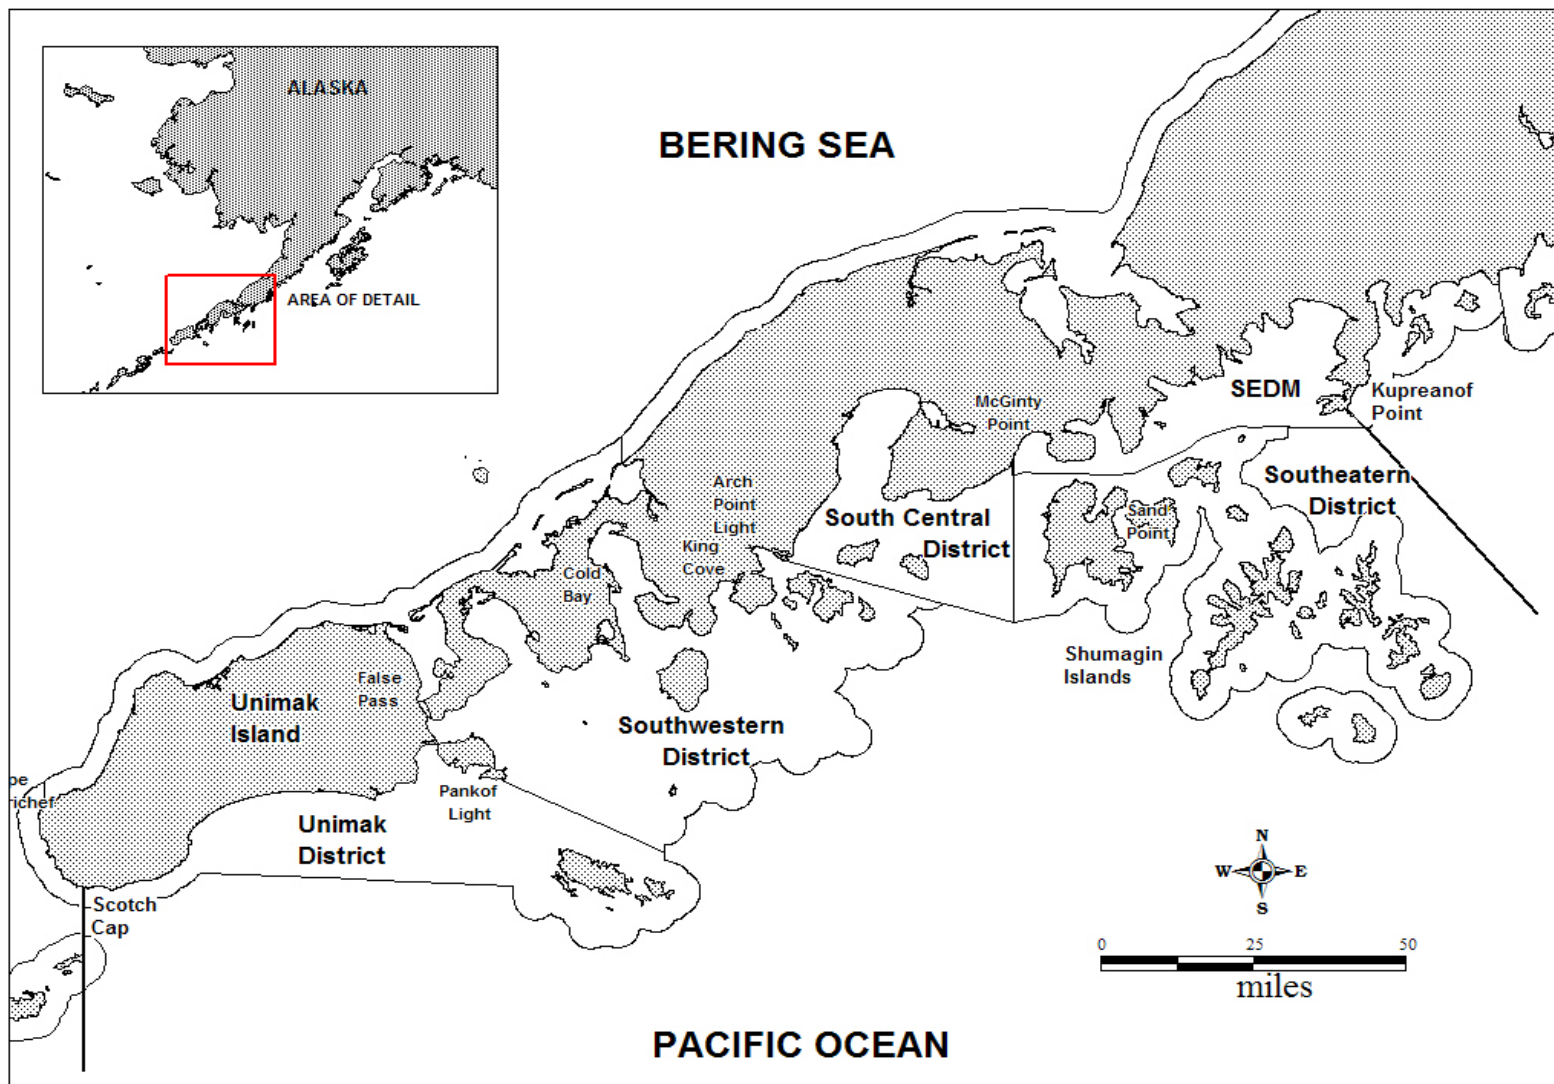 ALASKA
AREA OF DETAIL
BERING SEA
SEDM
Kupreanof
Point
McGinty
Point
Southeatern
District
Arch
Point
Light
South Central
District
Sand
Point
King
Cove
Cold
Bay
Shumagin
Islands
False
Pass
Unimak
Island
Southwestern
District
pe
richef
Pankof
Light
Unimak
District
Scotch
Cap
N
W E
S
0 25 50
miles
PACIFIC OCEAN